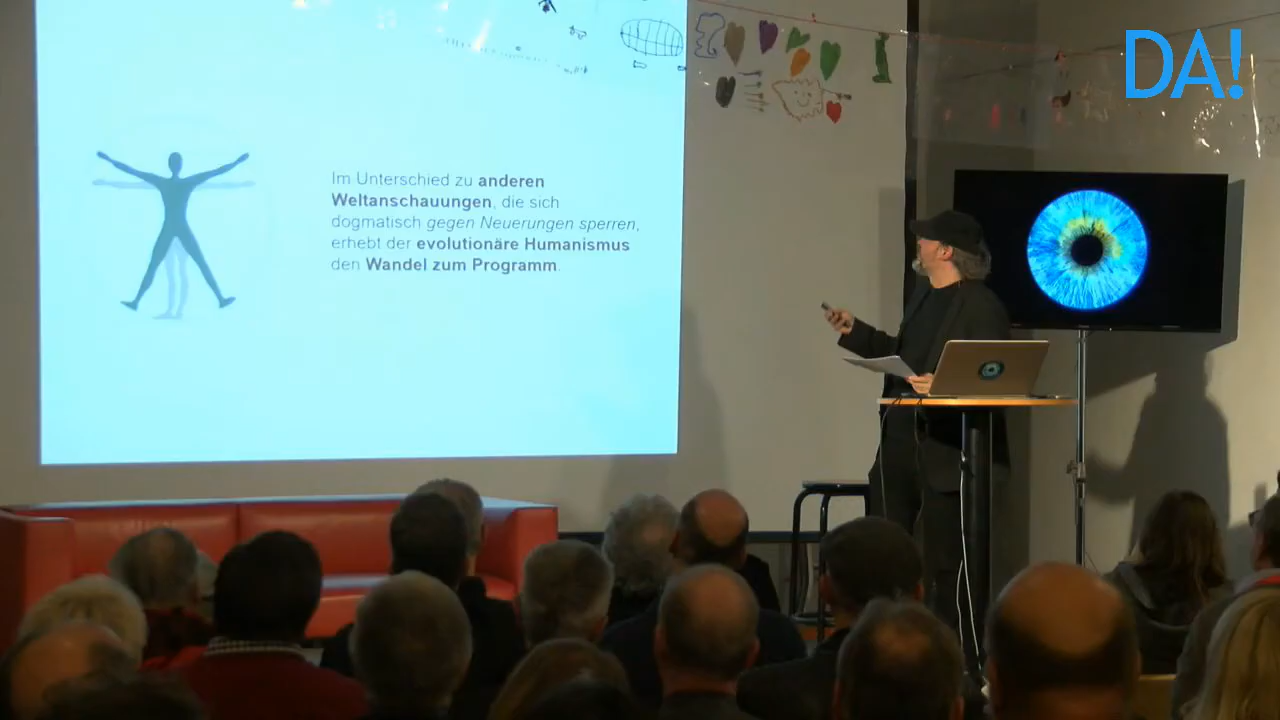 DA!
Im Unterschied zu anderen
Weltanschauungen, die sich
dogmatisch gegen Neuerungen sperren,
erhebt der evolutionäre Humanismus
den Wandel zum Programm.